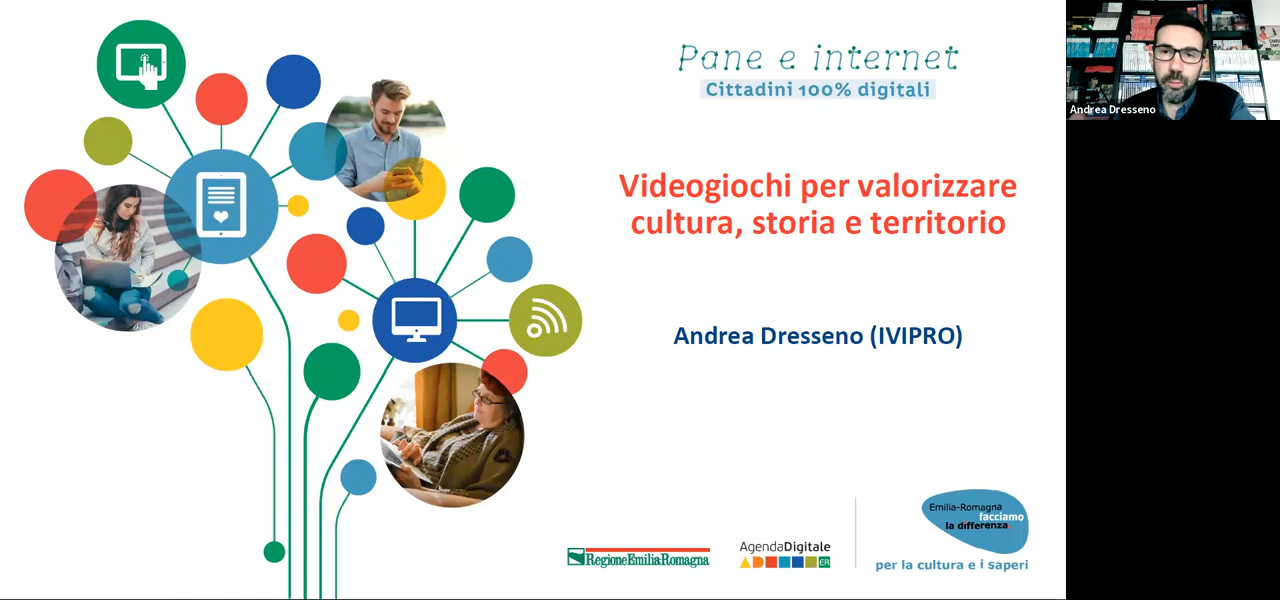 Pane e internet
Cittadini 100% digitali
Andrea Dresseno
Videogiochi per valorizzare
cultura, storia e territorio
Andrea Dresseno (IVIPRO)
RegioneEmiliaRomagna
AgendaDigitale
ER
Emilia-Romagna
facciamo
la differenza
per la cultura e i saperi